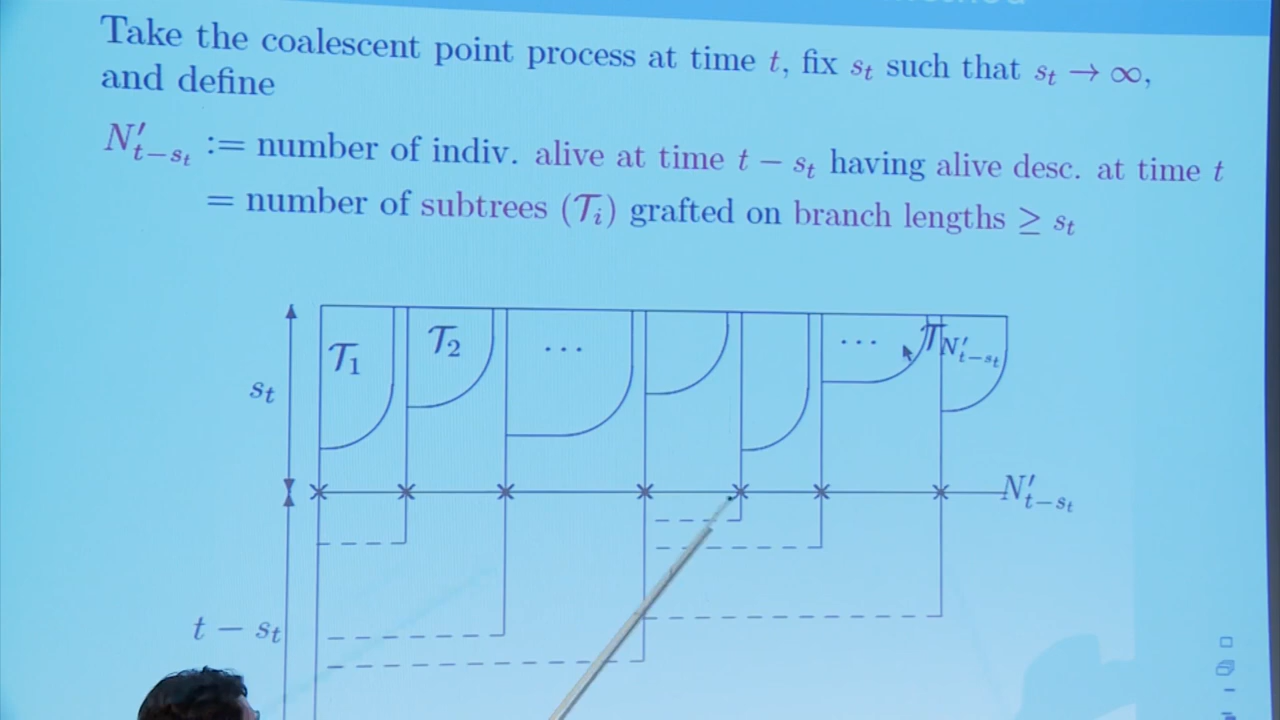 Take the coalescent point process at time t, fix s_t such that s_t → ∞,
and define
N'_{t−s_t} := number of indiv. alive at time t − s_t having alive desc. at time t
= number of subtrees (𝒯_i) grafted on branch lengths ≥ s_t
𝒯_1 𝒯_2 ··· ··· 𝒯_{N'_{t−s_t}}
s_t
N'_{t−s_t}
t − s_t